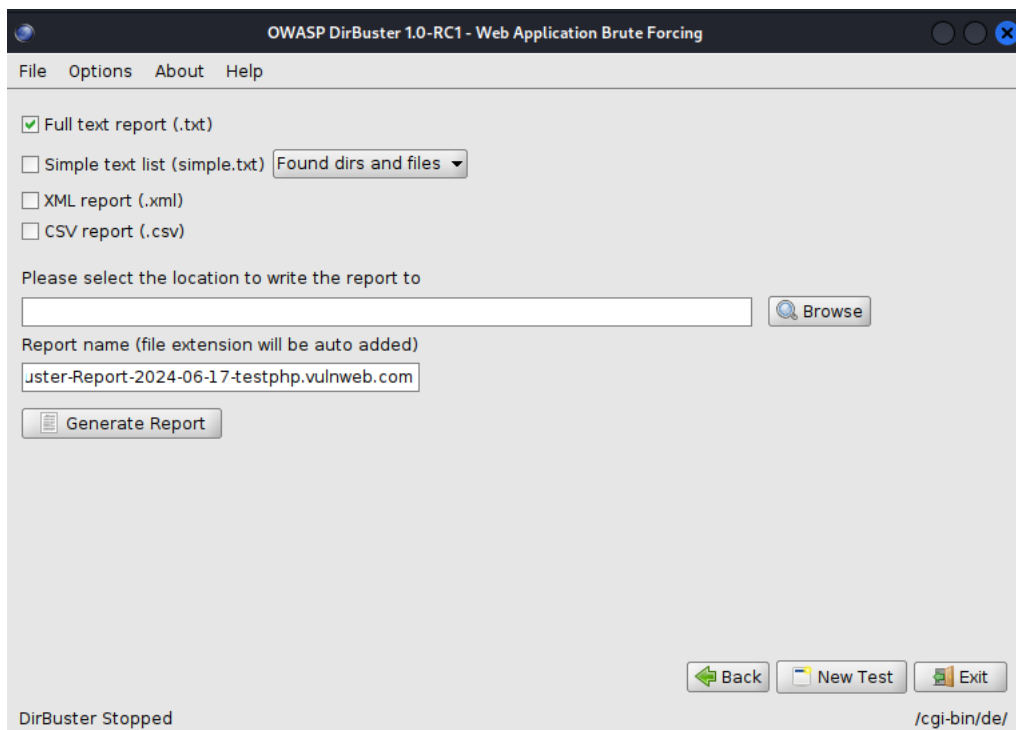 OWASP DirBuster 1.0-RC1 - Web Application Brute Forcing
File Options About Help
Full text report (.txt)
Simple text list (simple.txt) Found dirs and files
XML report (.xml)
CSV report (.csv)
Please select the location to write the report to
Browse
Report name (file extension will be auto added)
uster-Report-2024-06-17-testphp.vulnweb.com
Generate Report
Back New Test Exit
DirBuster Stopped /cgi-bin/de/